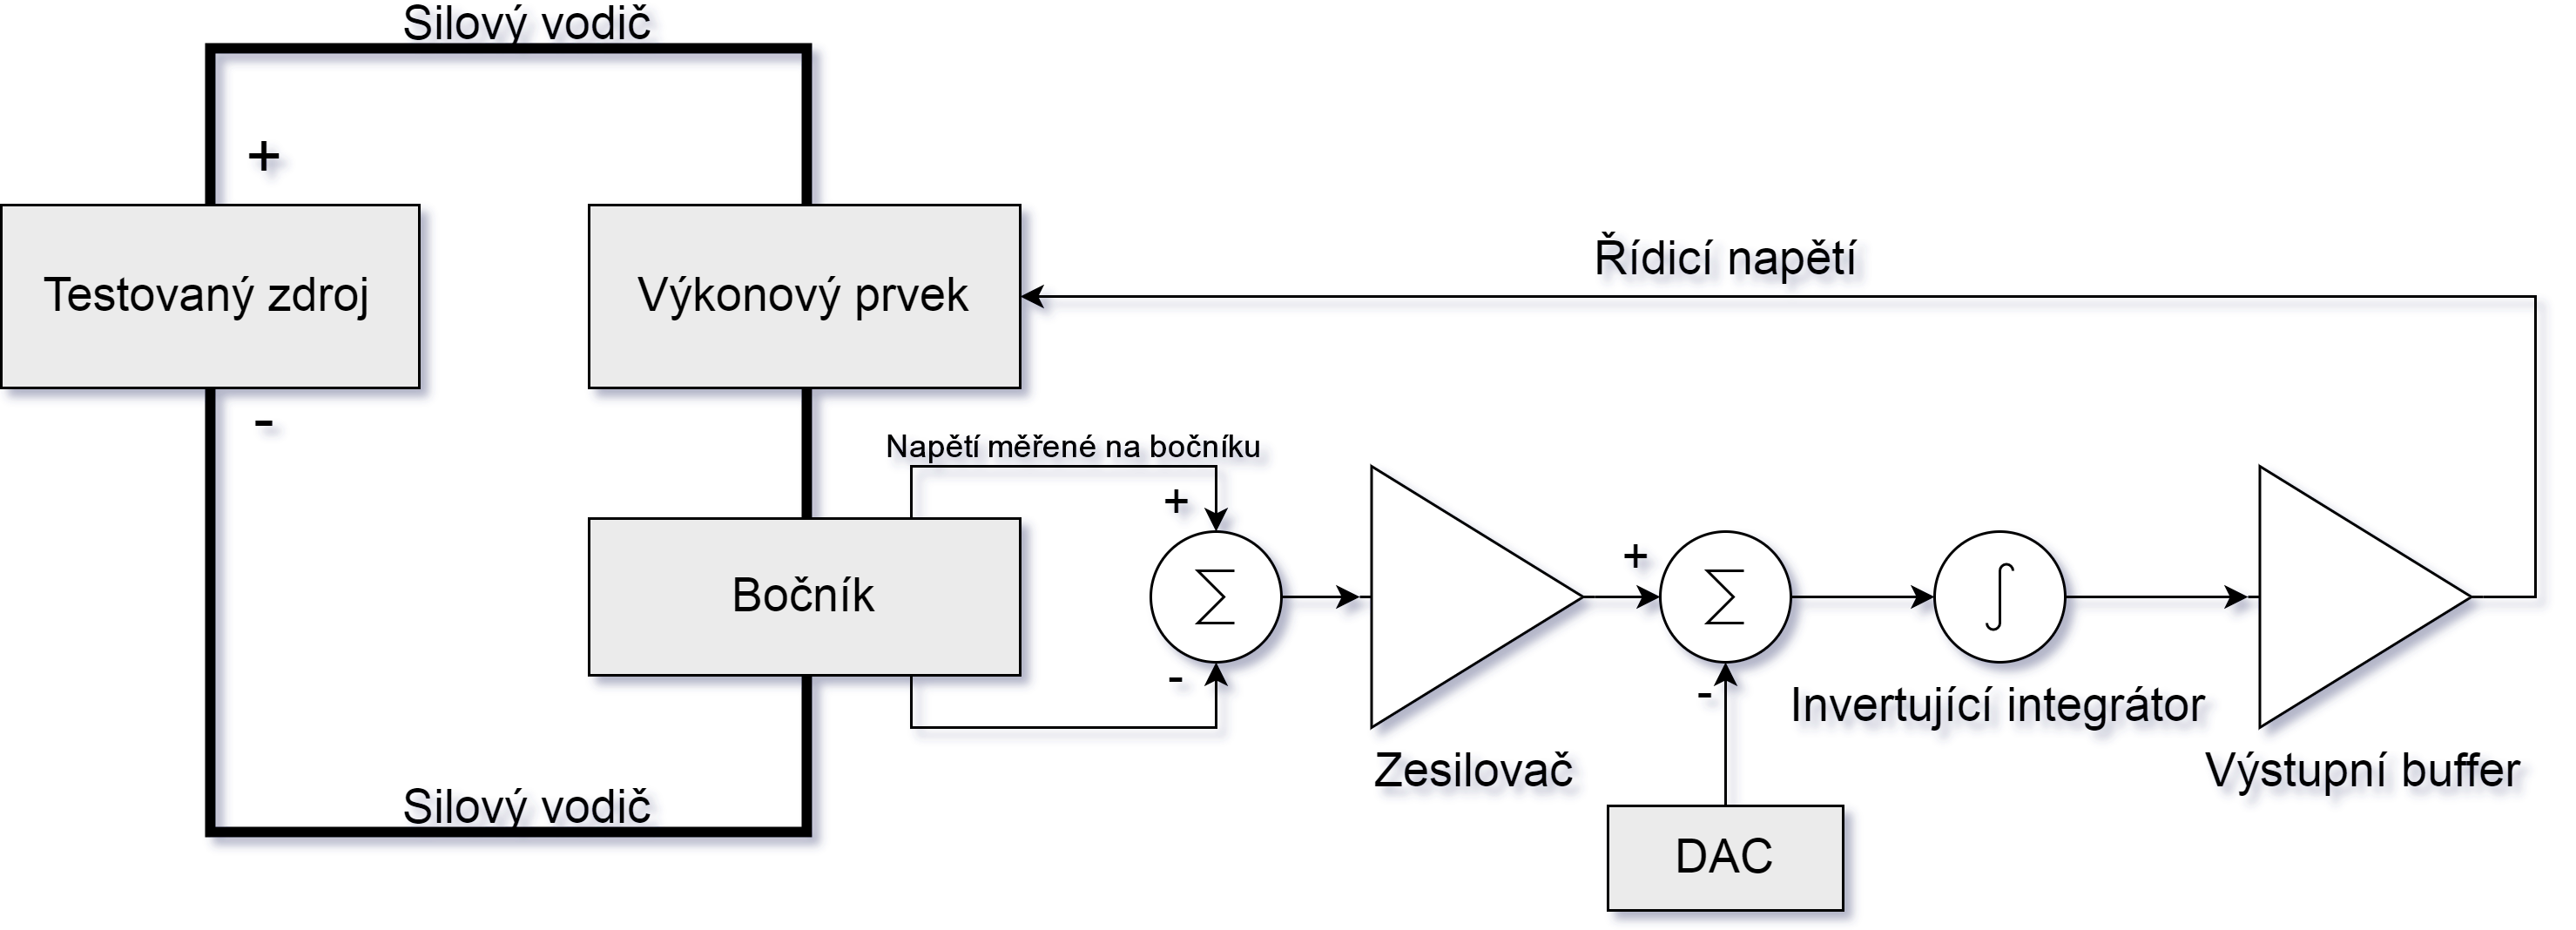 Silový vodič
+
Testovaný zdroj
Výkonový prvek
Řídicí napětí
-
Napětí měřené na bočníku
+
Bočník
∑
+
∑
∫
-
-
Invertující integrátor
Zesilovač
Výstupní buffer
Silový vodič
DAC